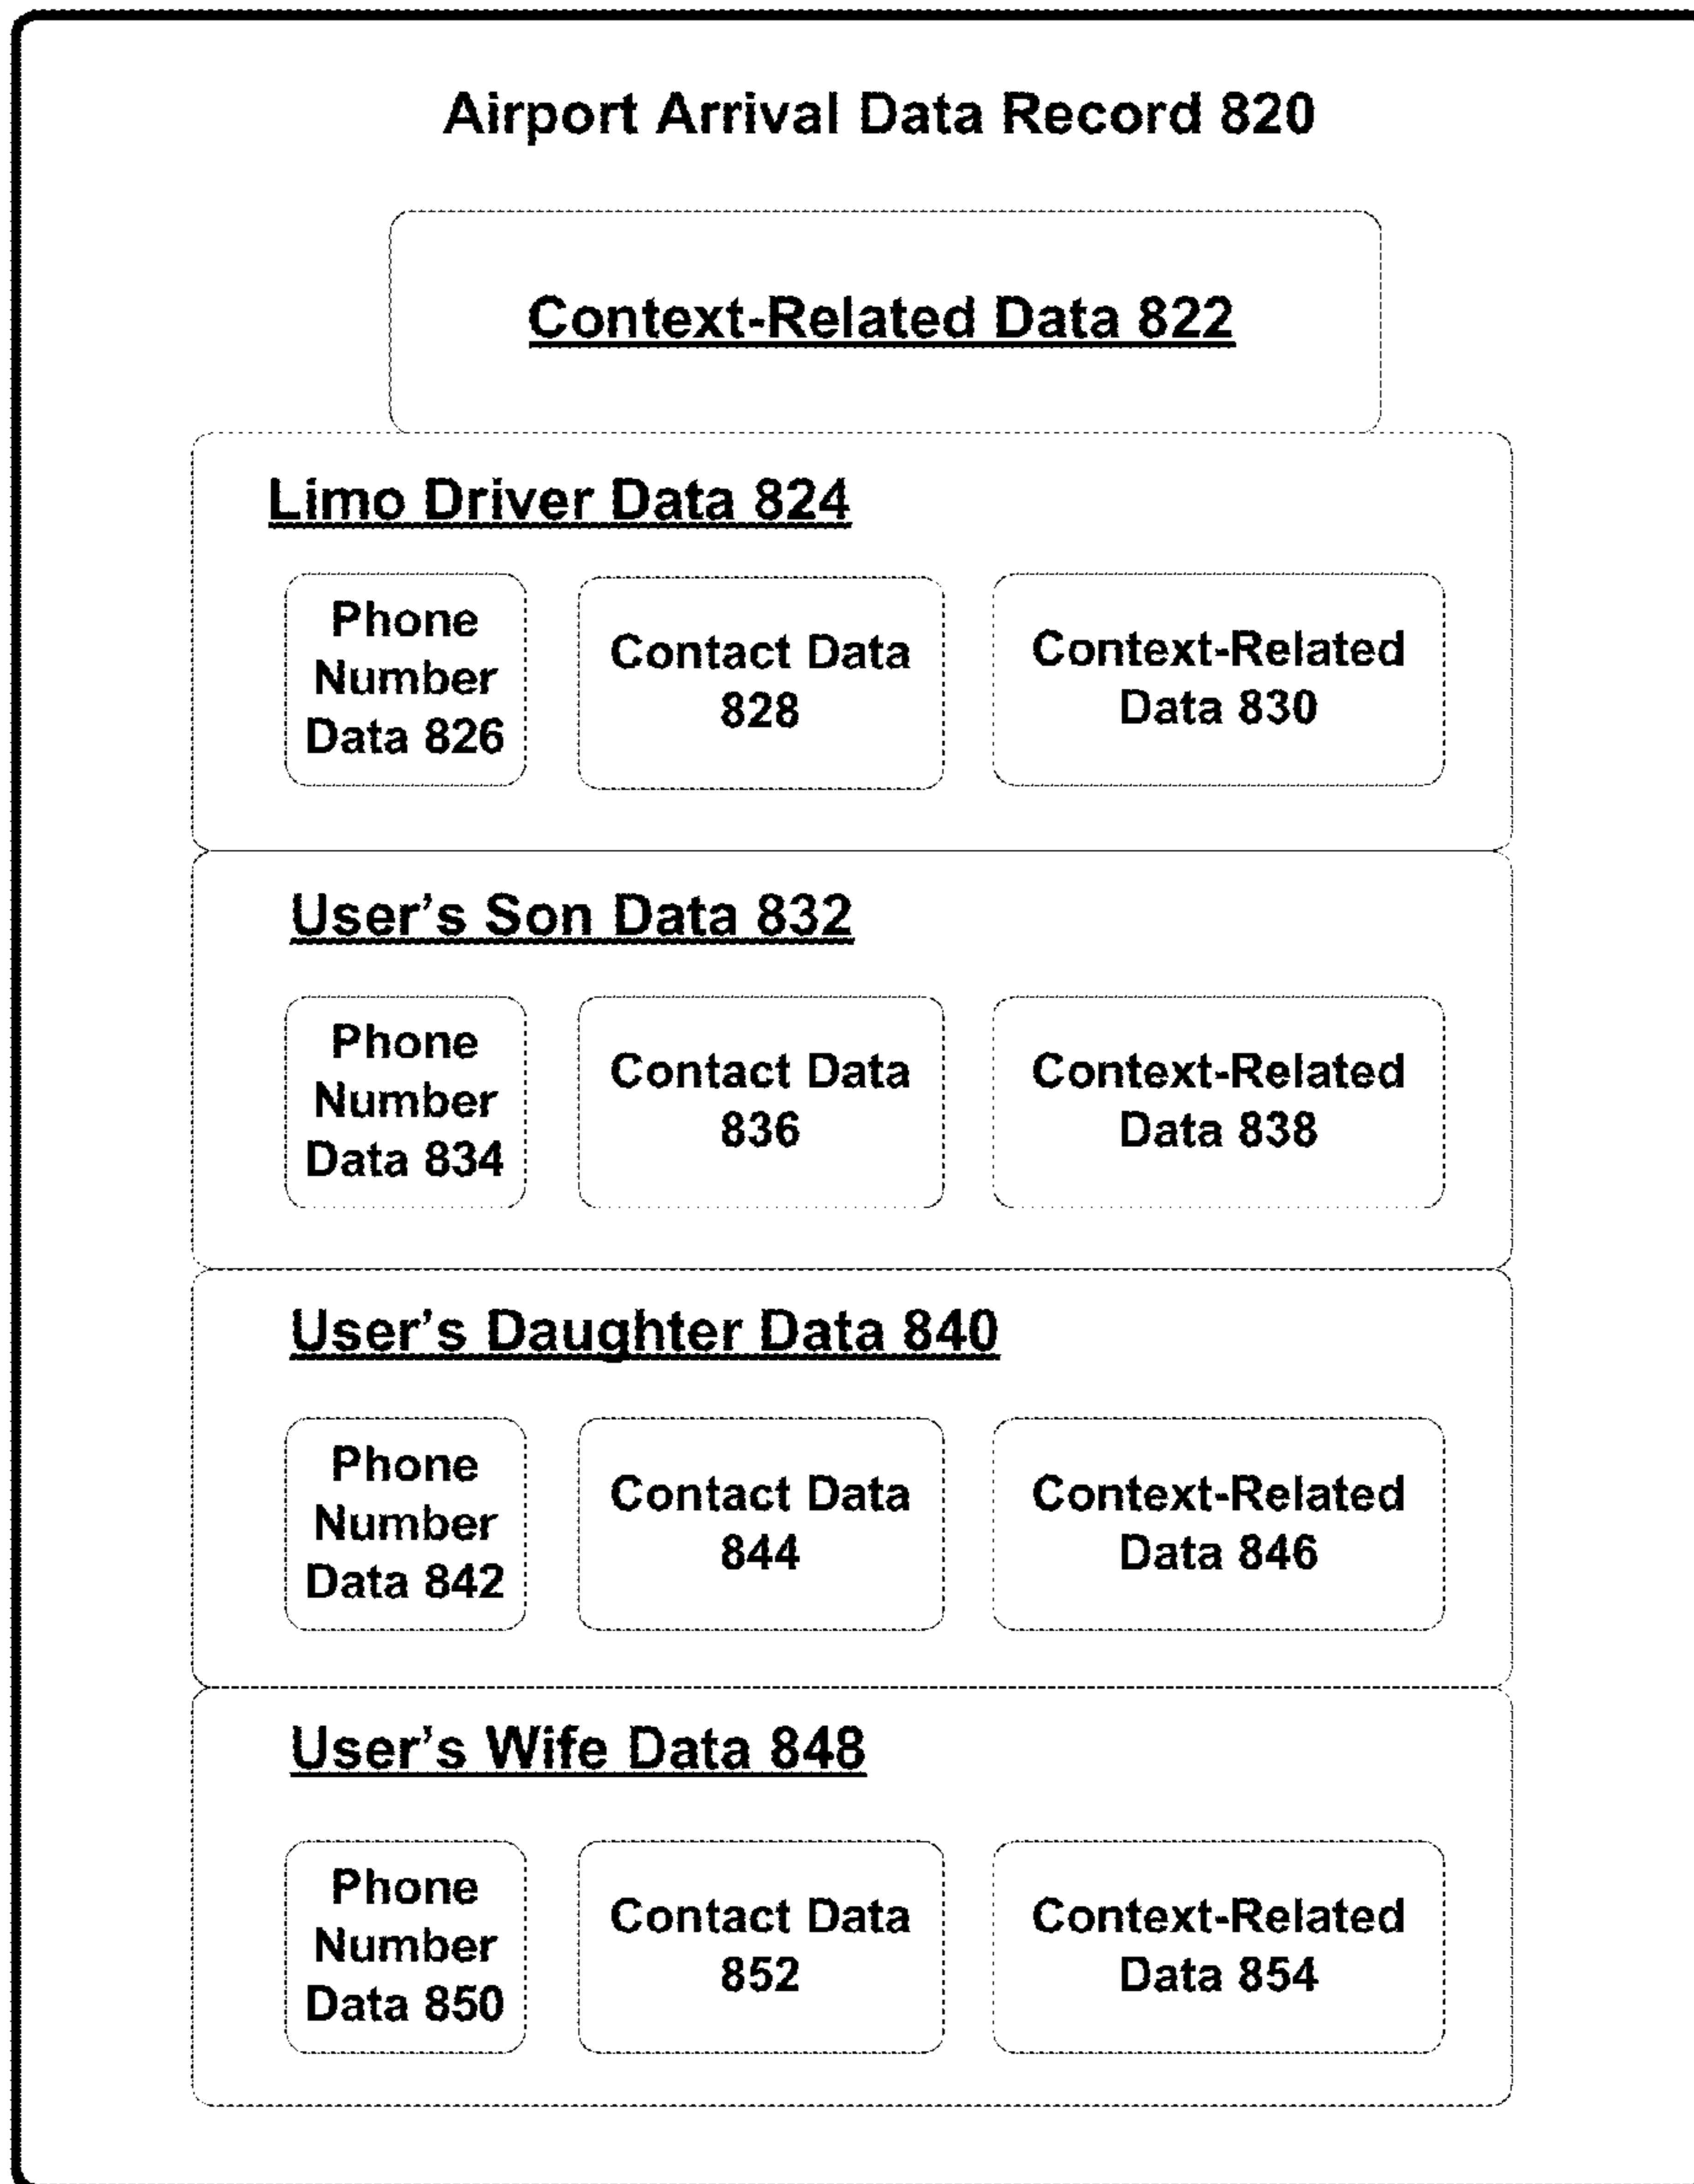 Airport Arrival Data Record 820
Context-Related Data 822
Limo Driver Data 824
Phone
Number
Data 826
Contact Data
828
Context-Related
Data 830
User’s Son Data 832
Phone
Number
Data 834
Contact Data
836
Context-Related
Data 838
User’s Daughter Data 840
Phone
Number
Data 842
Contact Data
844
Context-Related
Data 846
User’s Wife Data 848
Phone
Number
Data 850
Contact Data
852
Context-Related
Data 854